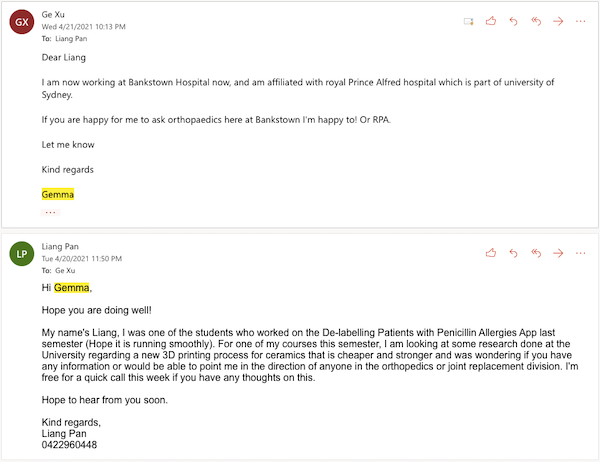 GX
Ge Xu
Wed 4/21/2021 10:13 PM
To: Liang Pan
Dear Liang
I am now working at Bankstown Hospital now, and am affiliated with royal Prince Alfred hospital which is part of university of
Sydney.
If you are happy for me to ask orthopaedics here at Bankstown I'm happy to! Or RPA.
Let me know
Kind regards
Gemma
...
LP
Liang Pan
Tue 4/20/2021 11:50 PM
To: Ge Xu
Hi Gemma,
Hope you are doing well!
My name's Liang, I was one of the students who worked on the De-labelling Patients with Penicillin Allergies App last
semester (Hope it is running smoothly). For one of my courses this semester, I am looking at some research done at the
University regarding a new 3D printing process for ceramics that is cheaper and stronger and was wondering if you have
any information or would be able to point me in the direction of anyone in the orthopedics or joint replacement division. I'm
free for a quick call this week if you have any thoughts on this.
Hope to hear from you soon.
Kind regards,
Liang Pan
0422960448